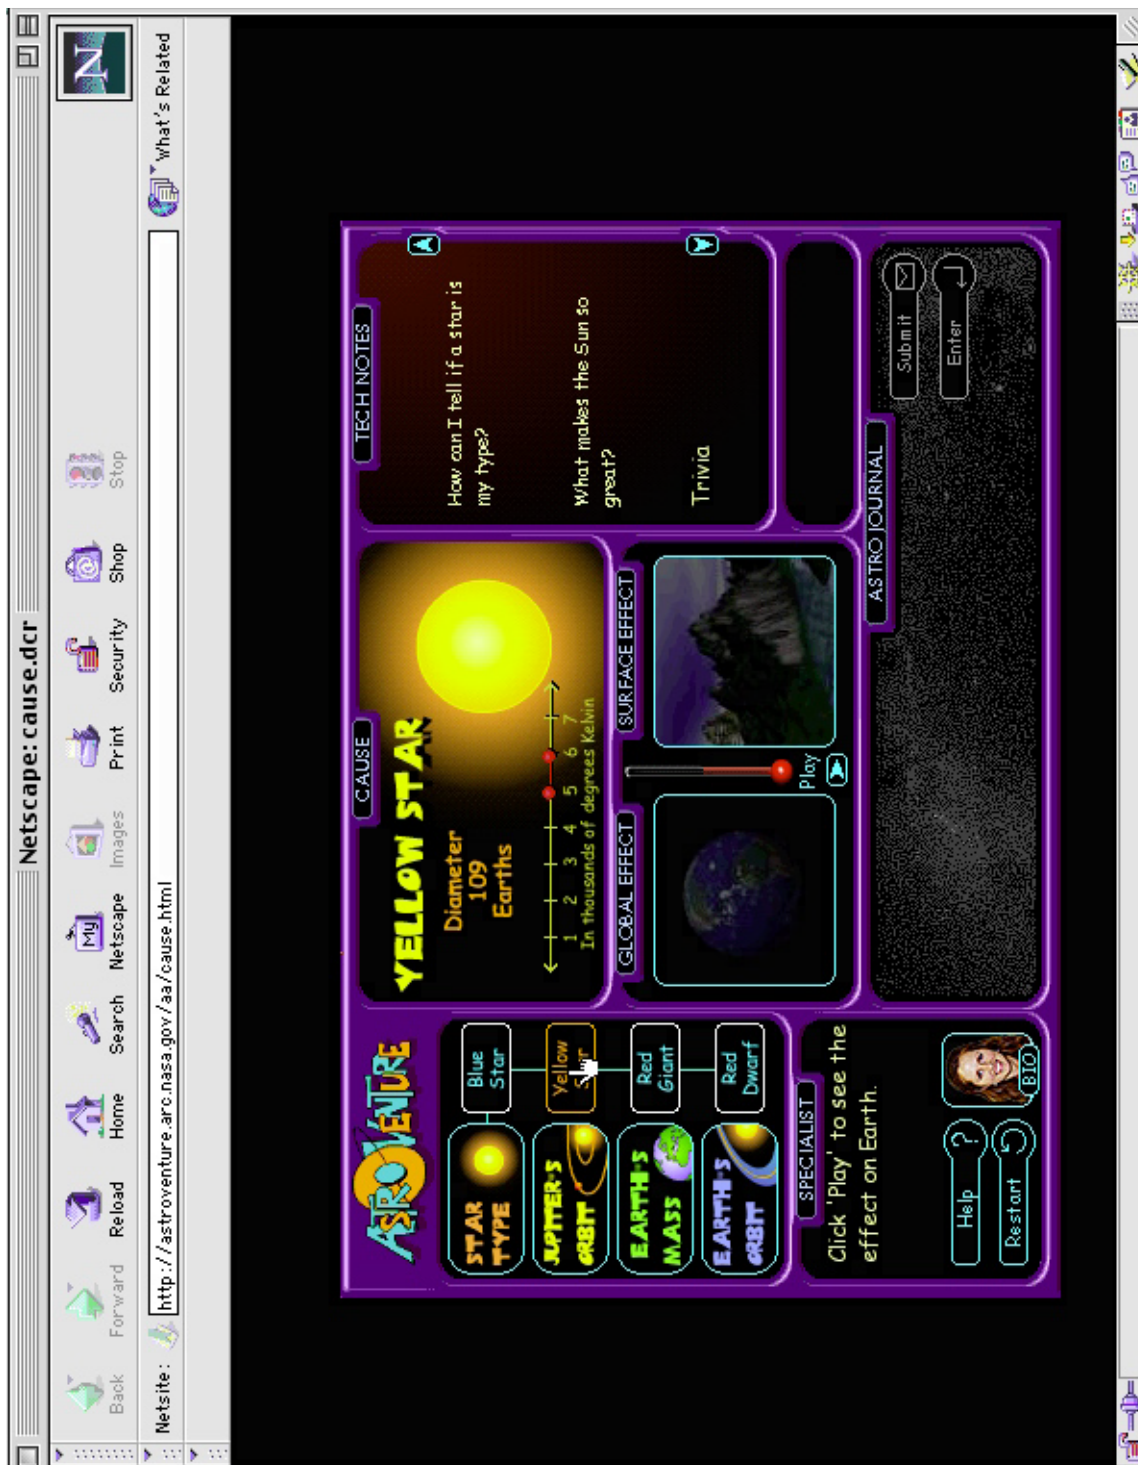 Netscape: cause.dcr
Back
Forward
Reload
Home
Search
Netscape
Images
Print
Security
Shop
Stop
My
N
Netsite:
http://astroventure.arc.nasa.gov/aa/cause.html
What's Related
ASTROVENTURE
STAR
TYPE
JUPITER'S
ORBIT
EARTH'S
MASS
EARTH'S
ORBIT
Blue
Star
Yellow
Red
Giant
Red
Dwarf
SPECIALIST
Click 'Play' to see the
effect on Earth.
Help
?
Restart
BIO
CAUSE
YELLOW STAR
Diameter
109
Earths
1 2 3 4 5 6 7
In thousands of degrees Kelvin
GLOBAL EFFECT
Play
SURFACE EFFECT
TECH NOTES
How can I tell if a star is
my type?
What makes the Sun so
great?
Trivia
ASTRO JOURNAL
Submit
Enter